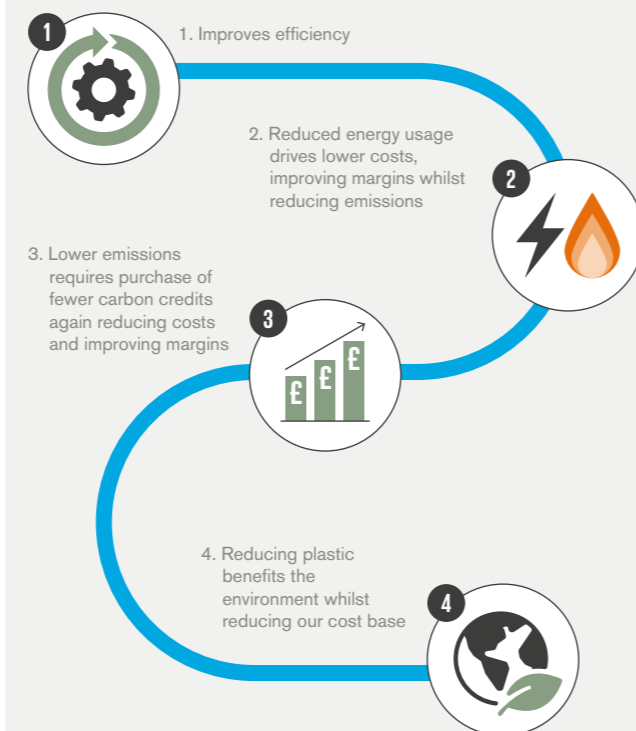 1
1. Improves efficiency
2. Reduced energy usage
drives lower costs,
improving margins whilst
reducing emissions
2
3. Lower emissions
requires purchase of
fewer carbon credits
again reducing costs
and improving margins
3
£ £ £
4. Reducing plastic
benefits the
environment whilst
reducing our cost base
4